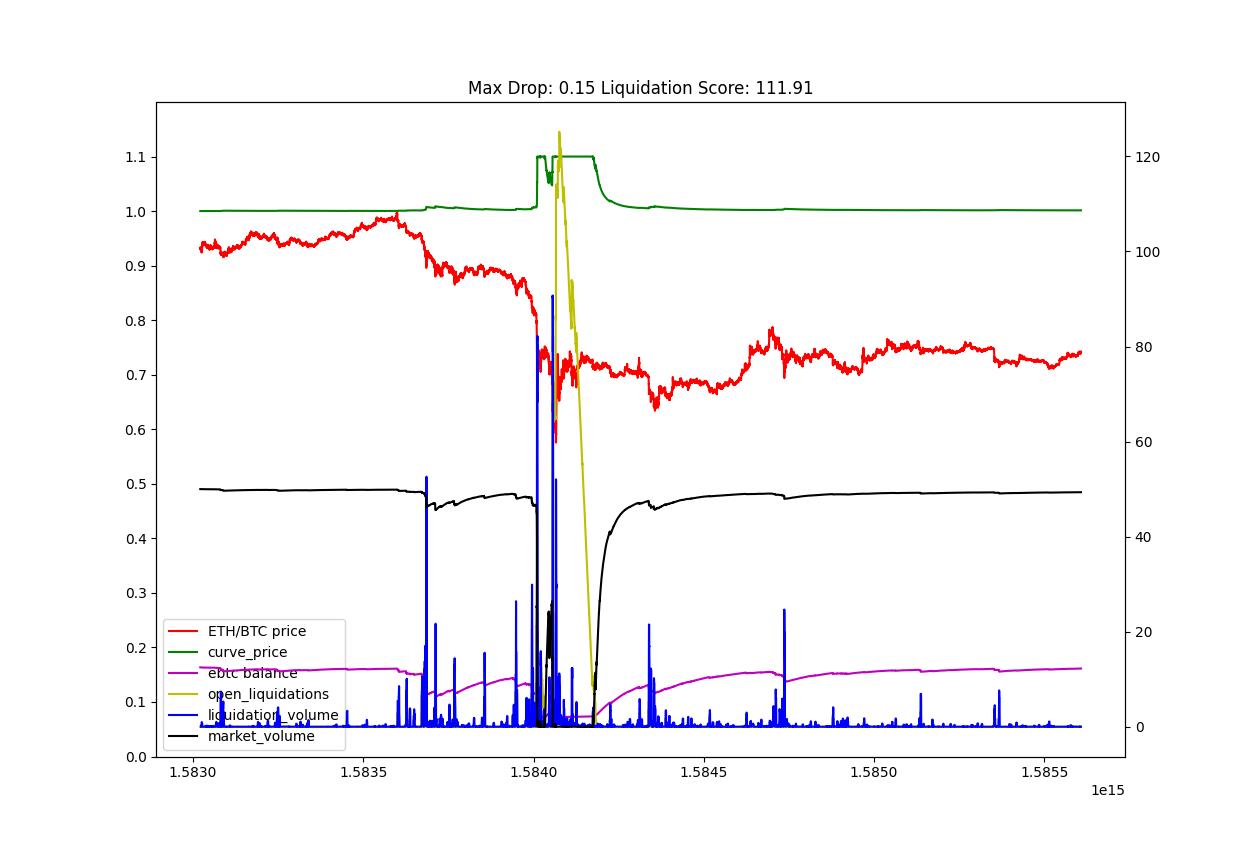 Max Drop: 0.15 Liquidation Score: 111.91
1.1
1.0
0.9
0.8
0.7
0.6
0.5
0.4
0.3
0.2
0.1
0.0
120
100
80
60
40
20
0
ETH/BTC price
curve_price
ebtc balance
open_liquidations
liquidation_volume
market_volume
1.5830 1.5835 1.5840 1.5845 1.5850 1.5855
1e15